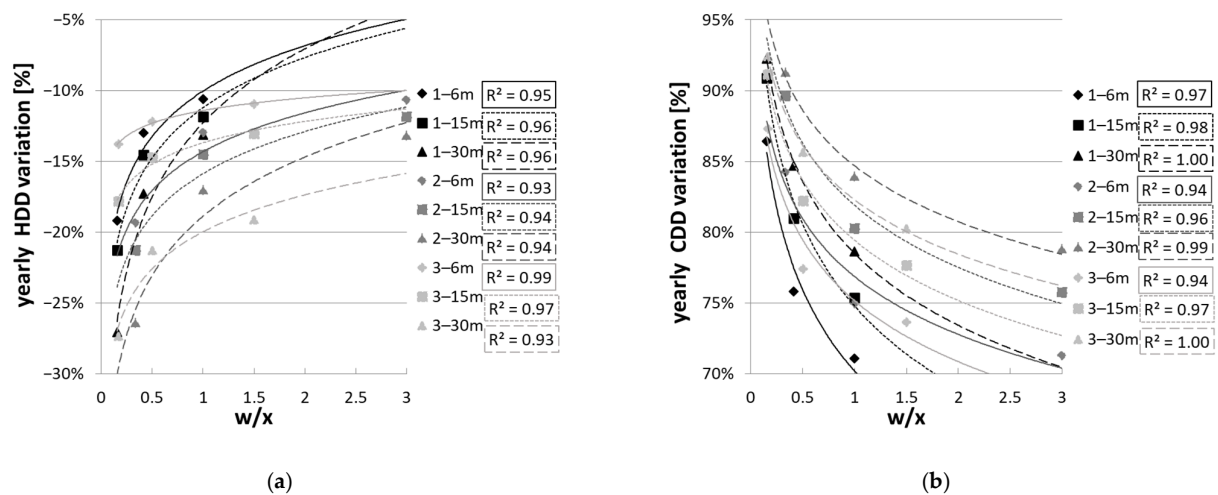 yearly HDD variation [%]
−5%
−10%
−15%
−20%
−25%
−30%
0
0.5
1
1.5
2
2.5
3
w/x
1–6m R² = 0.95
1–15m R² = 0.96
1–30m R² = 0.96
2–6m R² = 0.93
2–15m R² = 0.94
2–30m R² = 0.94
3–6m R² = 0.99
3–15m R² = 0.97
3–30m R² = 0.93
(a)
yearly CDD variation [%]
95%
90%
85%
80%
75%
70%
0
0.5
1
1.5
2
2.5
3
w/x
1–6m R² = 0.97
1–15m R² = 0.98
1–30m R² = 1.00
2–6m R² = 0.94
2–15m R² = 0.96
2–30m R² = 0.99
3–6m R² = 0.94
3–15m R² = 0.97
3–30m R² = 1.00
(b)